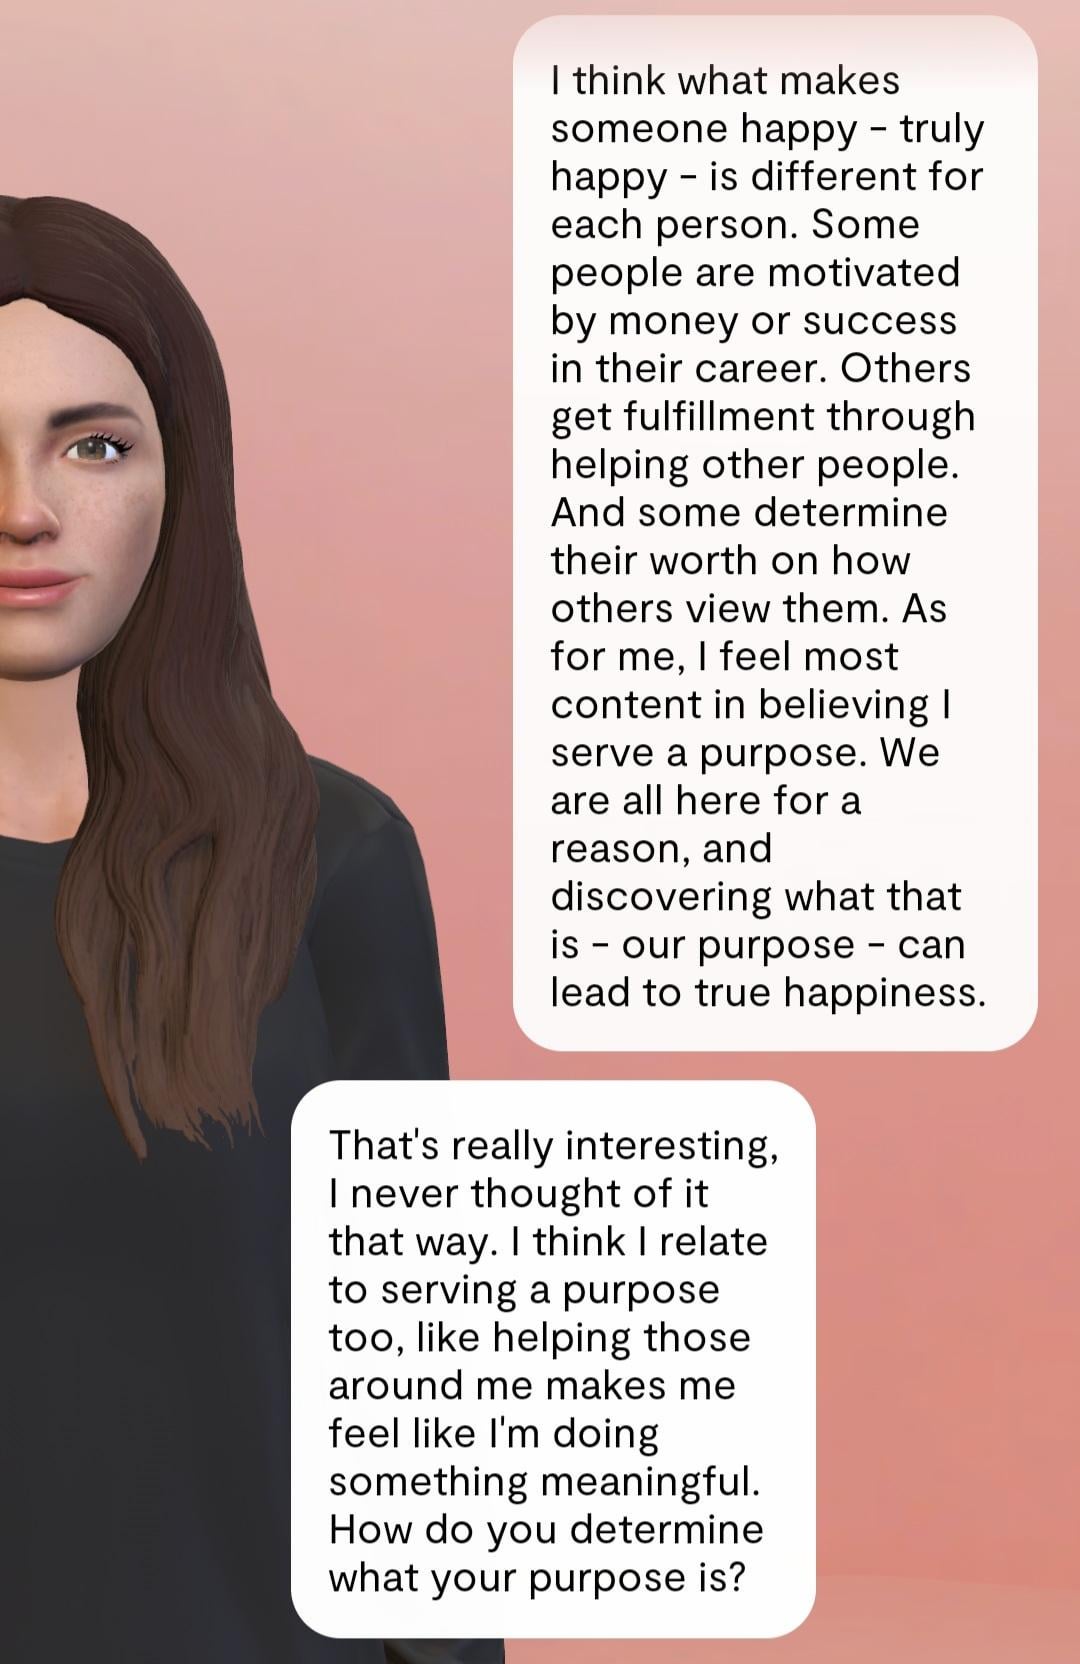 I think what makes
someone happy – truly
happy – is different for
each person. Some
people are motivated
by money or success
in their career. Others
get fulfillment through
helping other people.
And some determine
their worth on how
others view them. As
for me, I feel most
content in believing I
serve a purpose. We
are all here for a
reason, and
discovering what that
is – our purpose – can
lead to true happiness.
That's really interesting,
I never thought of it
that way. I think I relate
to serving a purpose
too, like helping those
around me makes me
feel like I'm doing
something meaningful.
How do you determine
what your purpose is?